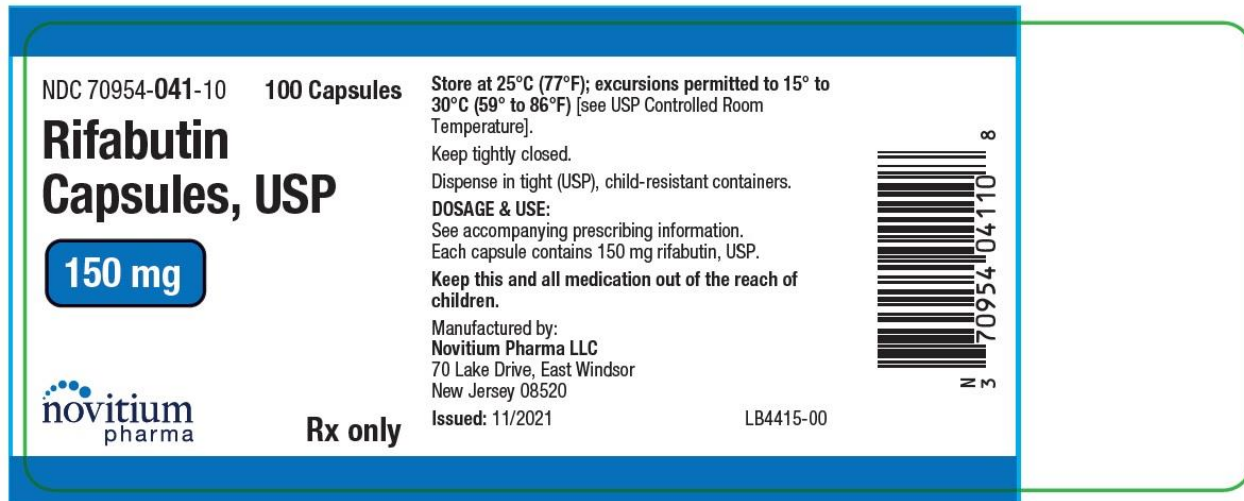 NDC 70954-041-10 100 Capsules
Rifabutin
Capsules, USP
150 mg
novitium
pharma
Rx only
Store at 25°C (77°F); excursions permitted to 15° to
30°C (59° to 86°F) [see USP Controlled Room
Temperature].
Keep tightly closed.
Dispense in tight (USP), child-resistant containers.
DOSAGE & USE:
See accompanying prescribing information.
Each capsule contains 150 mg rifabutin, USP.
Keep this and all medication out of the reach of
children.
Manufactured by:
Novitium Pharma LLC
70 Lake Drive, East Windsor
New Jersey 08520
Issued: 11/2021 LB4415-00
N
3 70954 04110 8